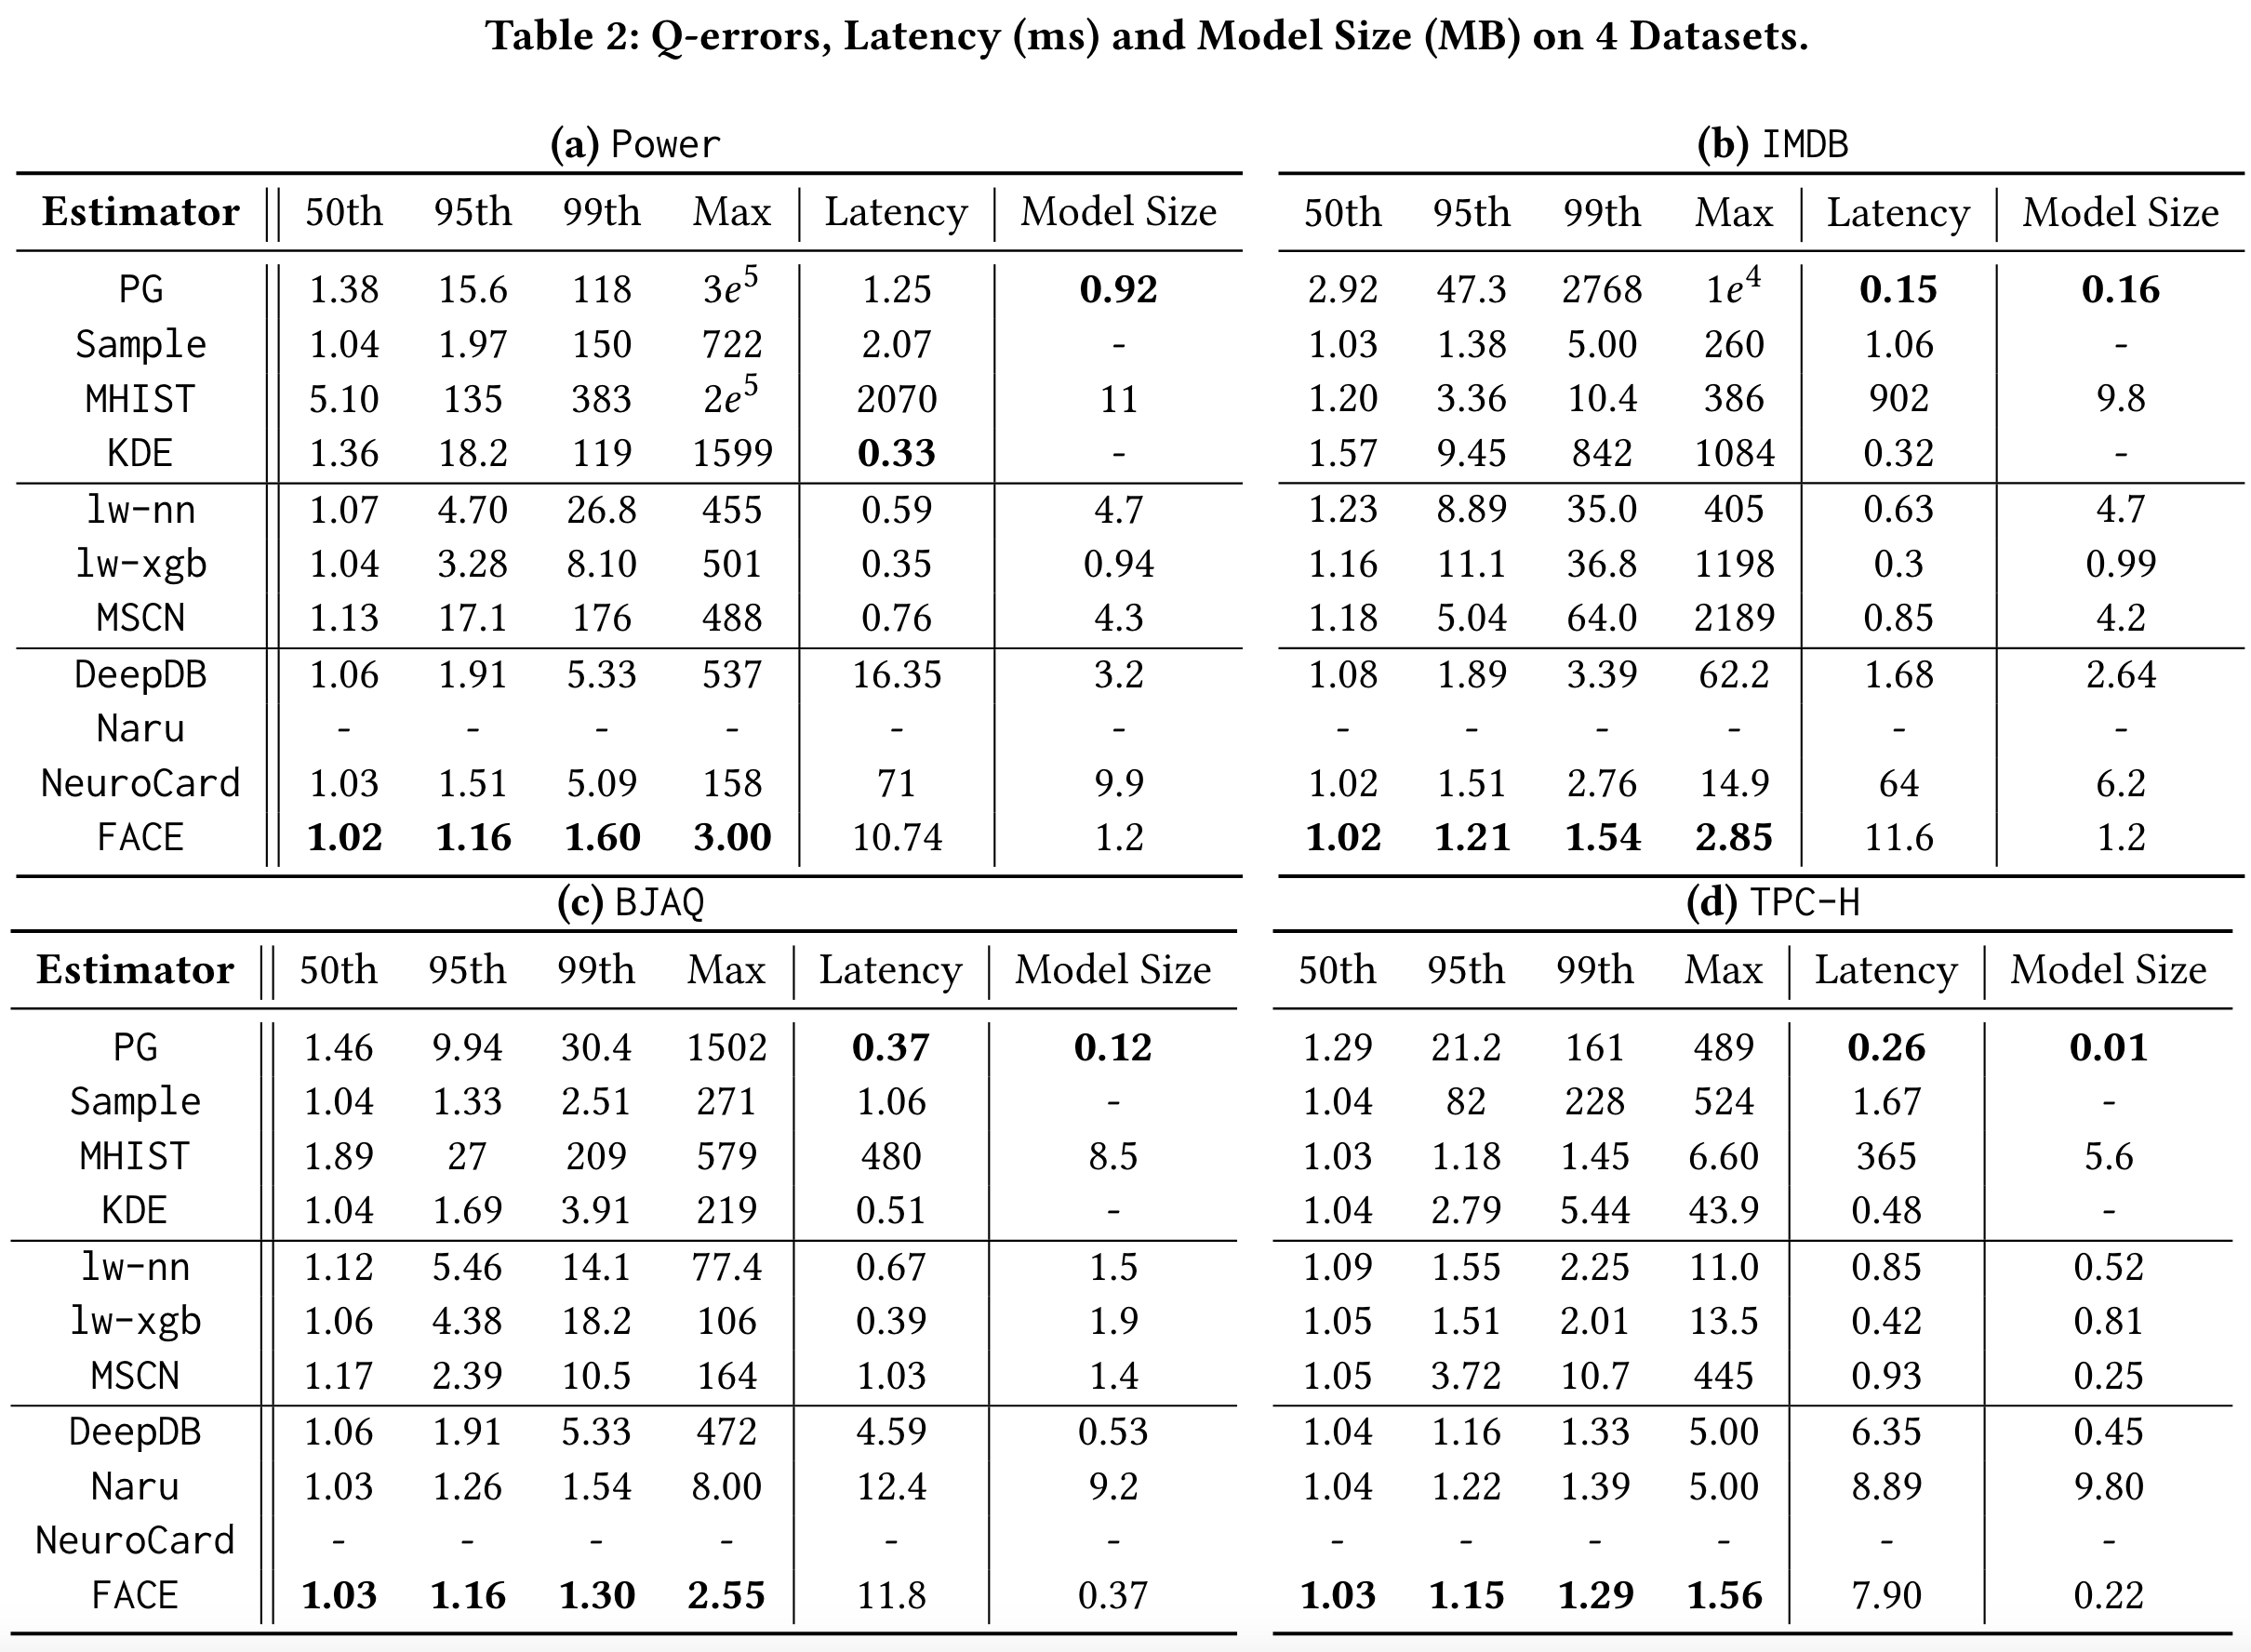 Table 2: Q-errors, Latency (ms) and Model Size (MB) on 4 Datasets.
(a) Power
Estimator 50th 95th 99th Max Latency Model Size
PG 1.38 15.6 118 3e^5 1.25 0.92
Sample 1.04 1.97 150 722 2.07 -
MHIST 5.10 135 383 2e^5 2070 11
KDE 1.36 18.2 119 1599 0.33 -
lw-nn 1.07 4.70 26.8 455 0.59 4.7
lw-xgb 1.04 3.28 8.10 501 0.35 0.94
MSCN 1.13 17.1 176 488 0.76 4.3
DeepDB 1.06 1.91 5.33 537 16.35 3.2
Naru - - - - - -
NeuroCard 1.03 1.51 5.09 158 71 9.9
FACE 1.02 1.16 1.60 3.00 10.74 1.2
(b) IMDB
50th 95th 99th Max Latency Model Size
2.92 47.3 2768 1e^4 0.15 0.16
1.03 1.38 5.00 260 1.06 -
1.20 3.36 10.4 386 902 9.8
1.57 9.45 842 1084 0.32 -
1.23 8.89 35.0 405 0.63 4.7
1.16 11.1 36.8 1198 0.3 0.99
1.18 5.04 64.0 2189 0.85 4.2
1.08 1.89 3.39 62.2 1.68 2.64
- - - - - -
1.02 1.51 2.76 14.9 64 6.2
1.02 1.21 1.54 2.85 11.6 1.2
(c) BJAQ
Estimator 50th 95th 99th Max Latency Model Size
PG 1.46 9.94 30.4 1502 0.37 0.12
Sample 1.04 1.33 2.51 271 1.06 -
MHIST 1.89 27 209 579 480 8.5
KDE 1.04 1.69 3.91 219 0.51 -
lw-nn 1.12 5.46 14.1 77.4 0.67 1.5
lw-xgb 1.06 4.38 18.2 106 0.39 1.9
MSCN 1.17 2.39 10.5 164 1.03 1.4
DeepDB 1.06 1.91 5.33 472 4.59 0.53
Naru 1.03 1.26 1.54 8.00 12.4 9.2
NeuroCard - - - - - -
FACE 1.03 1.16 1.30 2.55 11.8 0.37
(d) TPC-H
50th 95th 99th Max Latency Model Size
1.29 21.2 161 489 0.26 0.01
1.04 82 228 524 1.67 -
1.03 1.18 1.45 6.60 365 5.6
1.04 2.79 5.44 43.9 0.48 -
1.09 1.55 2.25 11.0 0.85 0.52
1.05 1.51 2.01 13.5 0.42 0.81
1.05 3.72 10.7 445 0.93 0.25
1.04 1.16 1.33 5.00 6.35 0.45
1.04 1.22 1.39 5.00 8.89 9.80
- - - - - -
1.03 1.15 1.29 1.56 7.90 0.22